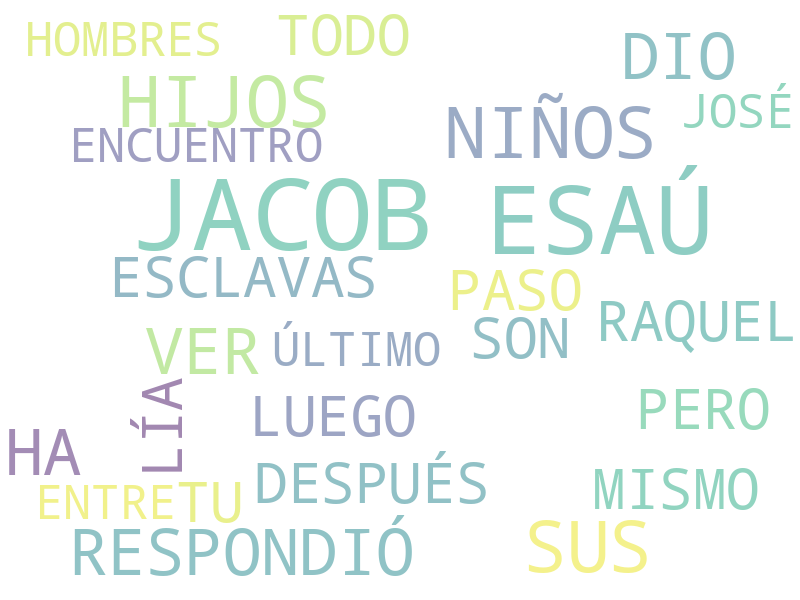 HOMBRES TODO
DIO
HIJOS
JOSÉ
NIÑOS
ENCUENTRO
JACOB ESAÚ
ESCLAVAS
PASO
RAQUEL
VER ÚLTIMO SON
LÍA
LUEGO
PERO
HA
DESPUÉS
MISMO
ENTRE TU
RESPONDIÓ
SUS